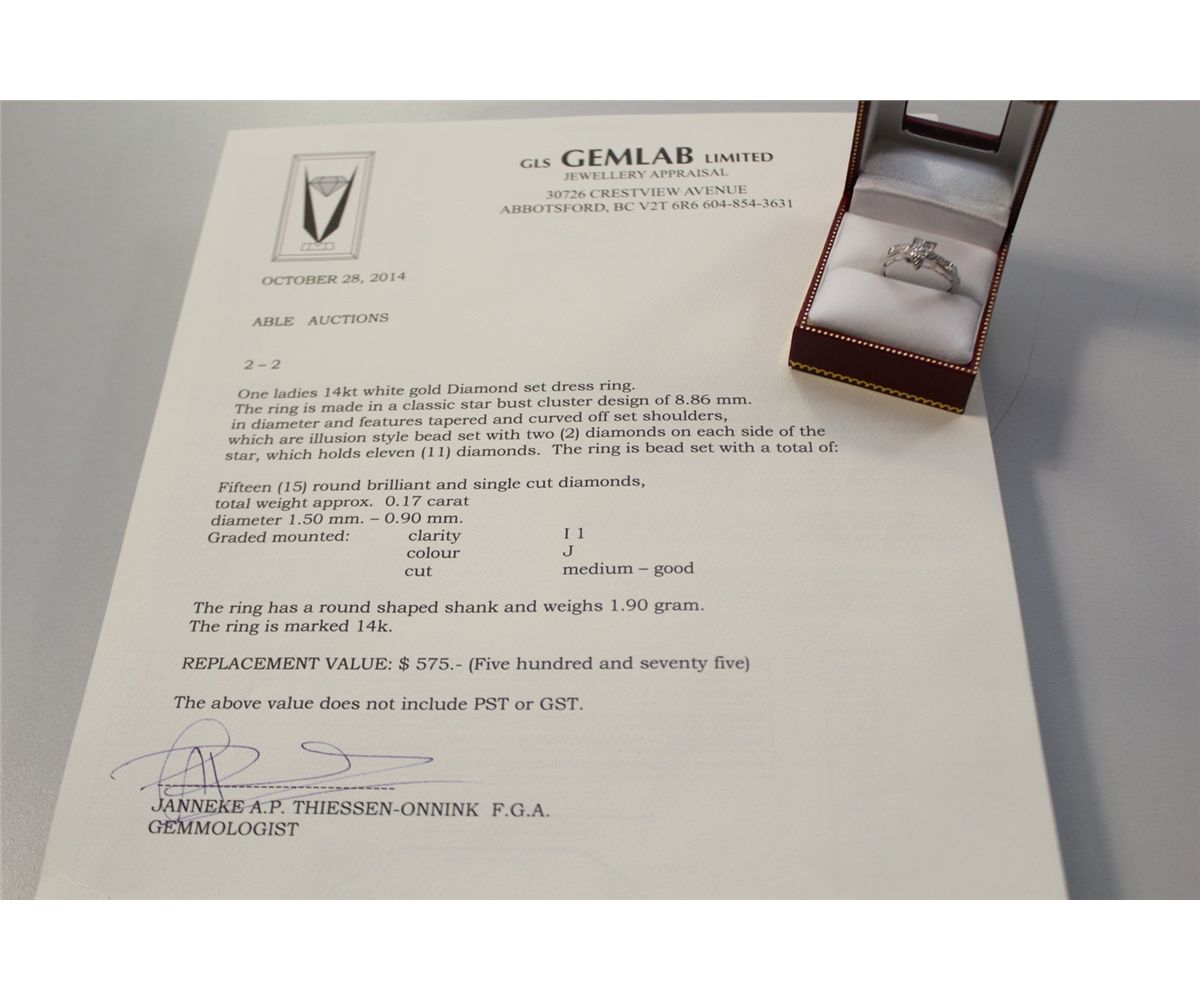 GLS GEMLAB LIMITED
JEWELLERY APPRAISAL
30726 CRESTVIEW AVENUE
ABBOTSFORD, BC V2T 6R6 604-854-3631
OCTOBER 28, 2014
ABLE AUCTIONS
2 – 2
One ladies 14kt white gold Diamond set dress ring.
The ring is made in a classic star bust cluster design of 8.86 mm.
in diameter and features tapered and curved off set shoulders,
which are illusion style bead set with two (2) diamonds on each side of the
star, which holds eleven (11) diamonds. The ring is bead set with a total of:
Fifteen (15) round brilliant and single cut diamonds,
total weight approx. 0.17 carat
diameter 1.50 mm. – 0.90 mm.
Graded mounted: clarity I 1
colour J
cut medium – good
The ring has a round shaped shank and weighs 1.90 gram.
The ring is marked 14k.
REPLACEMENT VALUE: $ 575.- (Five hundred and seventy five)
The above value does not include PST or GST.
JANNEKE A.P. THIESSEN-ONNINK F.G.A.
GEMMOLOGIST